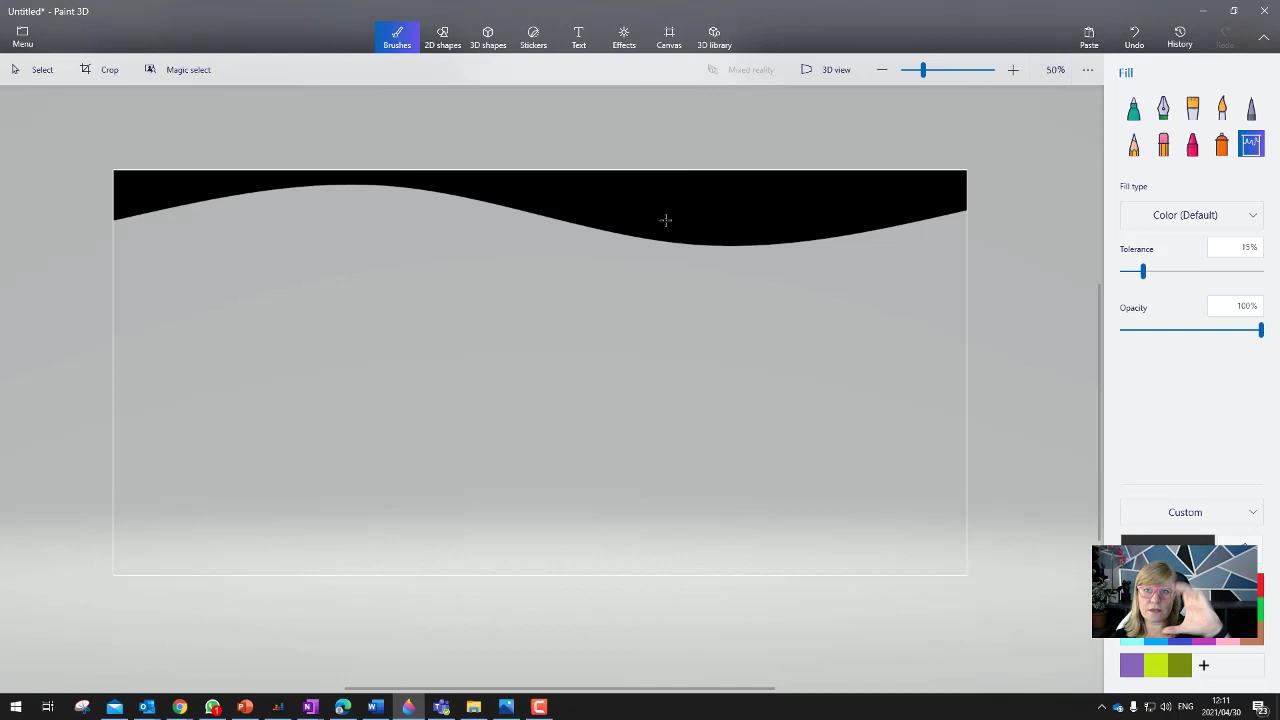 Untitled* - Paint 3D
Menu
Brushes
2D shapes
3D shapes
Stickers
Text
Effects
Canvas
3D library
Paste
Undo
History
Redo
Select
Crop
Magic select
Mixed reality
3D view
50%
Fill
Fill type
Color (Default)
Tolerance
15%
Opacity
100%
Custom
ENG
12:11
2021/04/30
23